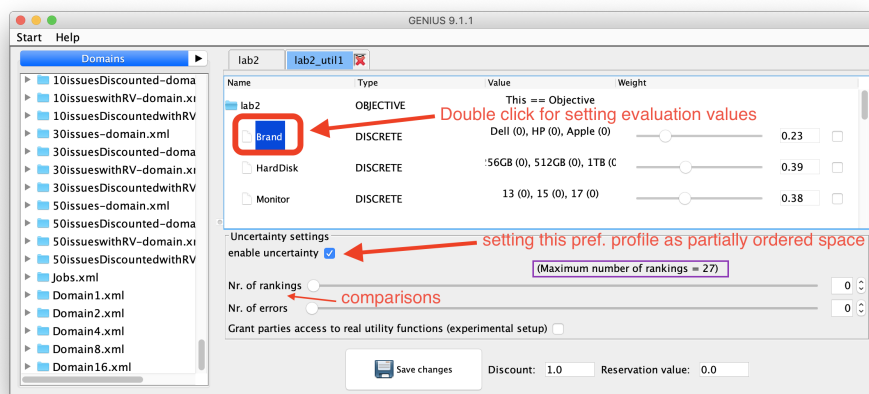 GENIUS 9.1.1
Start Help
Domains
10issuesDiscounted-doma
10issueswithRV-domain.xr
10issuesDiscountedwithRV
30issues-domain.xml
30issuesDiscounted-doma
30issueswithRV-domain.xr
30issuesDiscountedwithRV
50issues-domain.xml
50issuesDiscounted-doma
50issueswithRV-domain.xr
50issuesDiscountedwithRV
Jobs.xml
Domain1.xml
Domain2.xml
Domain4.xml
Domain8.xml
Domain16.xml
lab2 lab2_util1
Name Type Value Weight
lab2 OBJECTIVE This == Objective
Double click for setting evaluation values
Brand DISCRETE Dell (0), HP (0), Apple (0) 0.23
HardDisk DISCRETE 256GB (0), 512GB (0), 1TB (0 0.39
Monitor DISCRETE 13 (0), 15 (0), 17 (0) 0.38
Uncertainty settings
setting this pref. profile as partially ordered space
enable uncertainty
(Maximum number of rankings = 27)
Nr. of rankings 0
comparisons
Nr. of errors 0
Grant parties access to real utility functions (experimental setup)
Save changes Discount: 1.0 Reservation value: 0.0